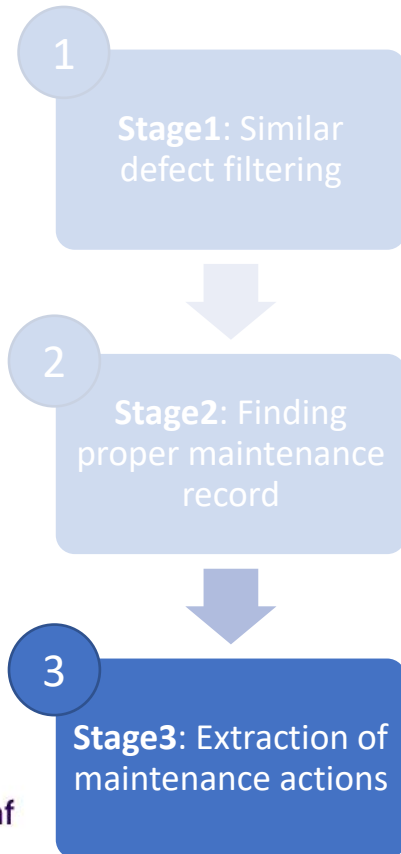 1
Stage1: Similar
defect filtering
2
Stage2: Finding
proper maintenance
record
3
Stage3: Extraction of
maintenance actions